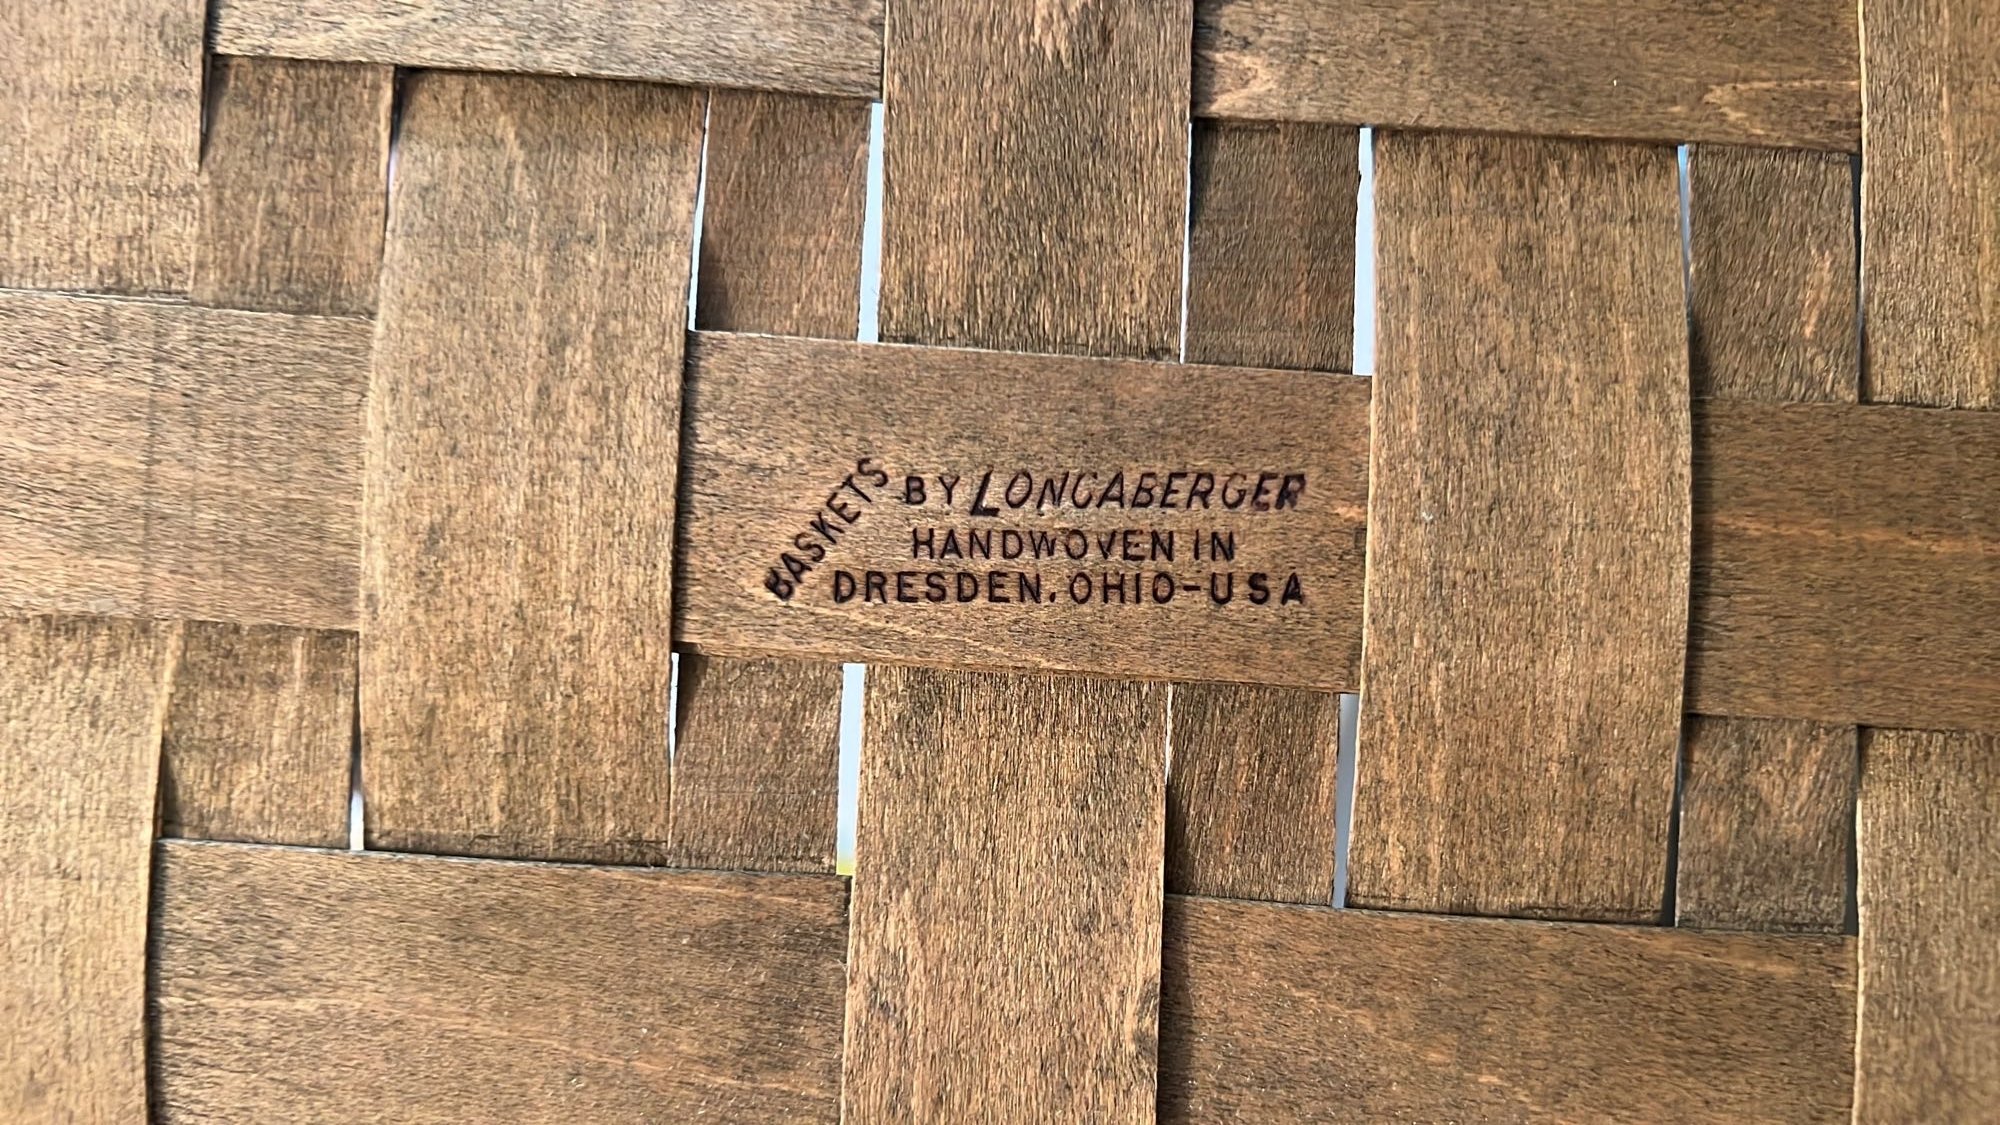 BASKETS BY LONGABERGER
HANDWOVEN IN
DRESDEN, OHIO-USA